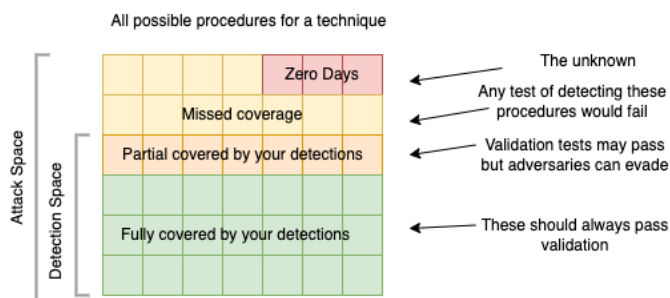 All possible procedures for a technique
Zero Days
The unknown
Missed coverage
Any test of detecting these
procedures would fail
Partial covered by your detections
Validation tests may pass
but adversaries can evade
Fully covered by your detections
These should always pass
validation
Attack Space
Detection Space